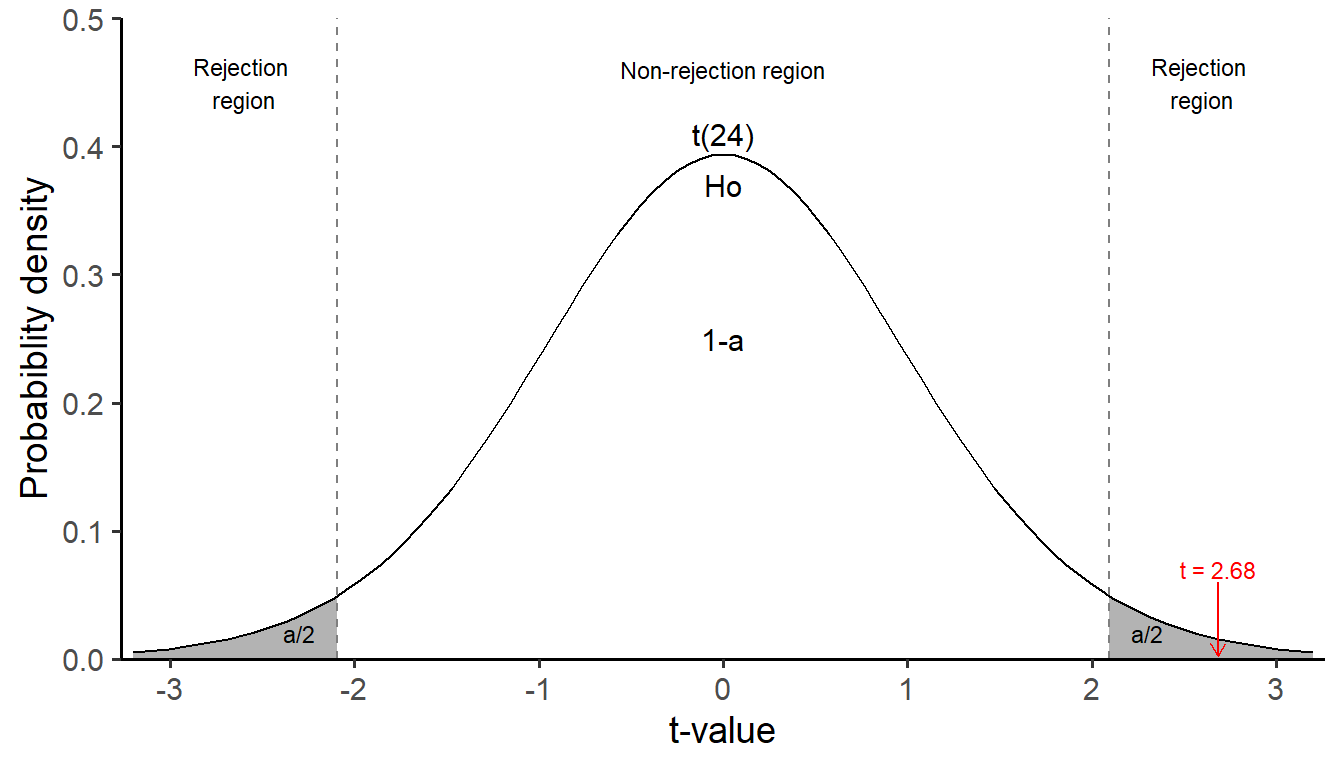 Rejection
region
Non-rejection region
Rejection
region
t(24)
Ho
1-a
t = 2.68
a/2
a/2
0.5
0.4
0.3
0.2
0.1
0.0
Probabiblity density
-3
-2
-1
0
1
2
3
t-value